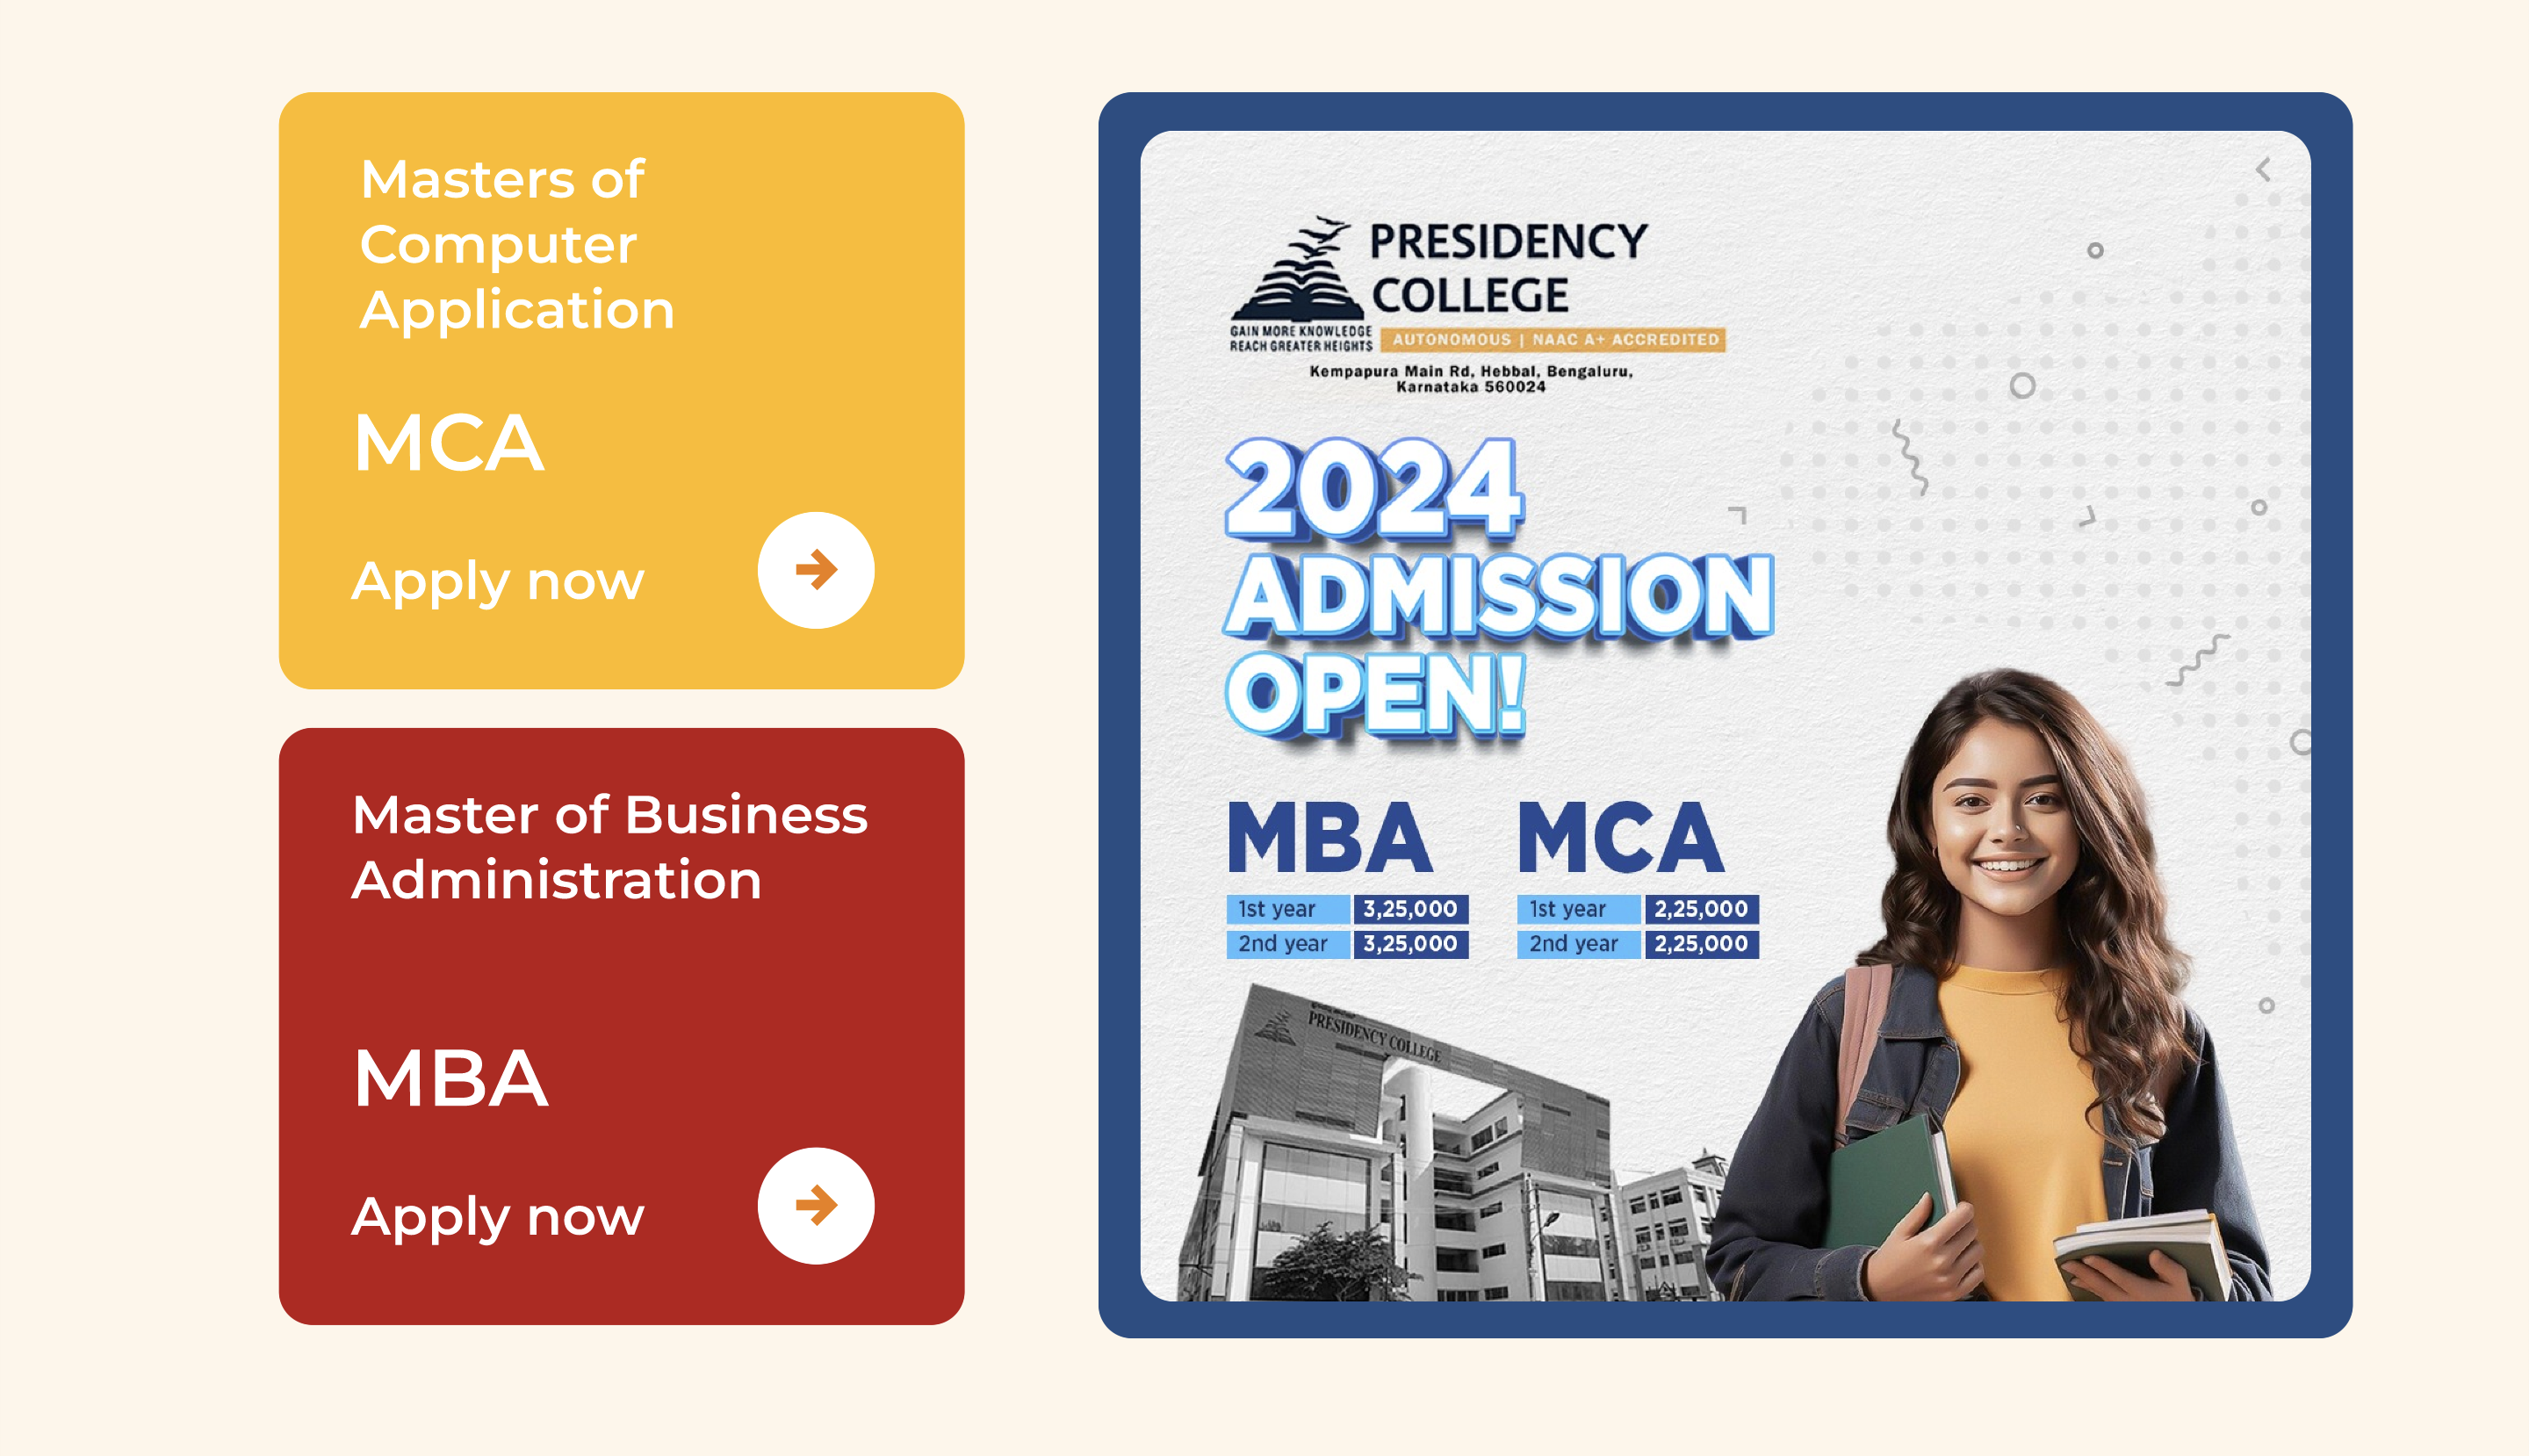 Masters of
Computer
Application
MCA
Apply now
Master of Business
Administration
MBA
Apply now
PRESIDENCY
COLLEGE
GAIN MORE KNOWLEDGE
REACH GREATER HEIGHTS
AUTONOMOUS | NAAC A+ ACCREDITED
Kempapura Main Rd, Hebbal, Bengaluru,
Karnataka 560024
2024
ADMISSION
OPEN!
MBA
1st year 3,25,000
2nd year 3,25,000
MCA
1st year 2,25,000
2nd year 2,25,000
PRESIDENCY COLLEGE